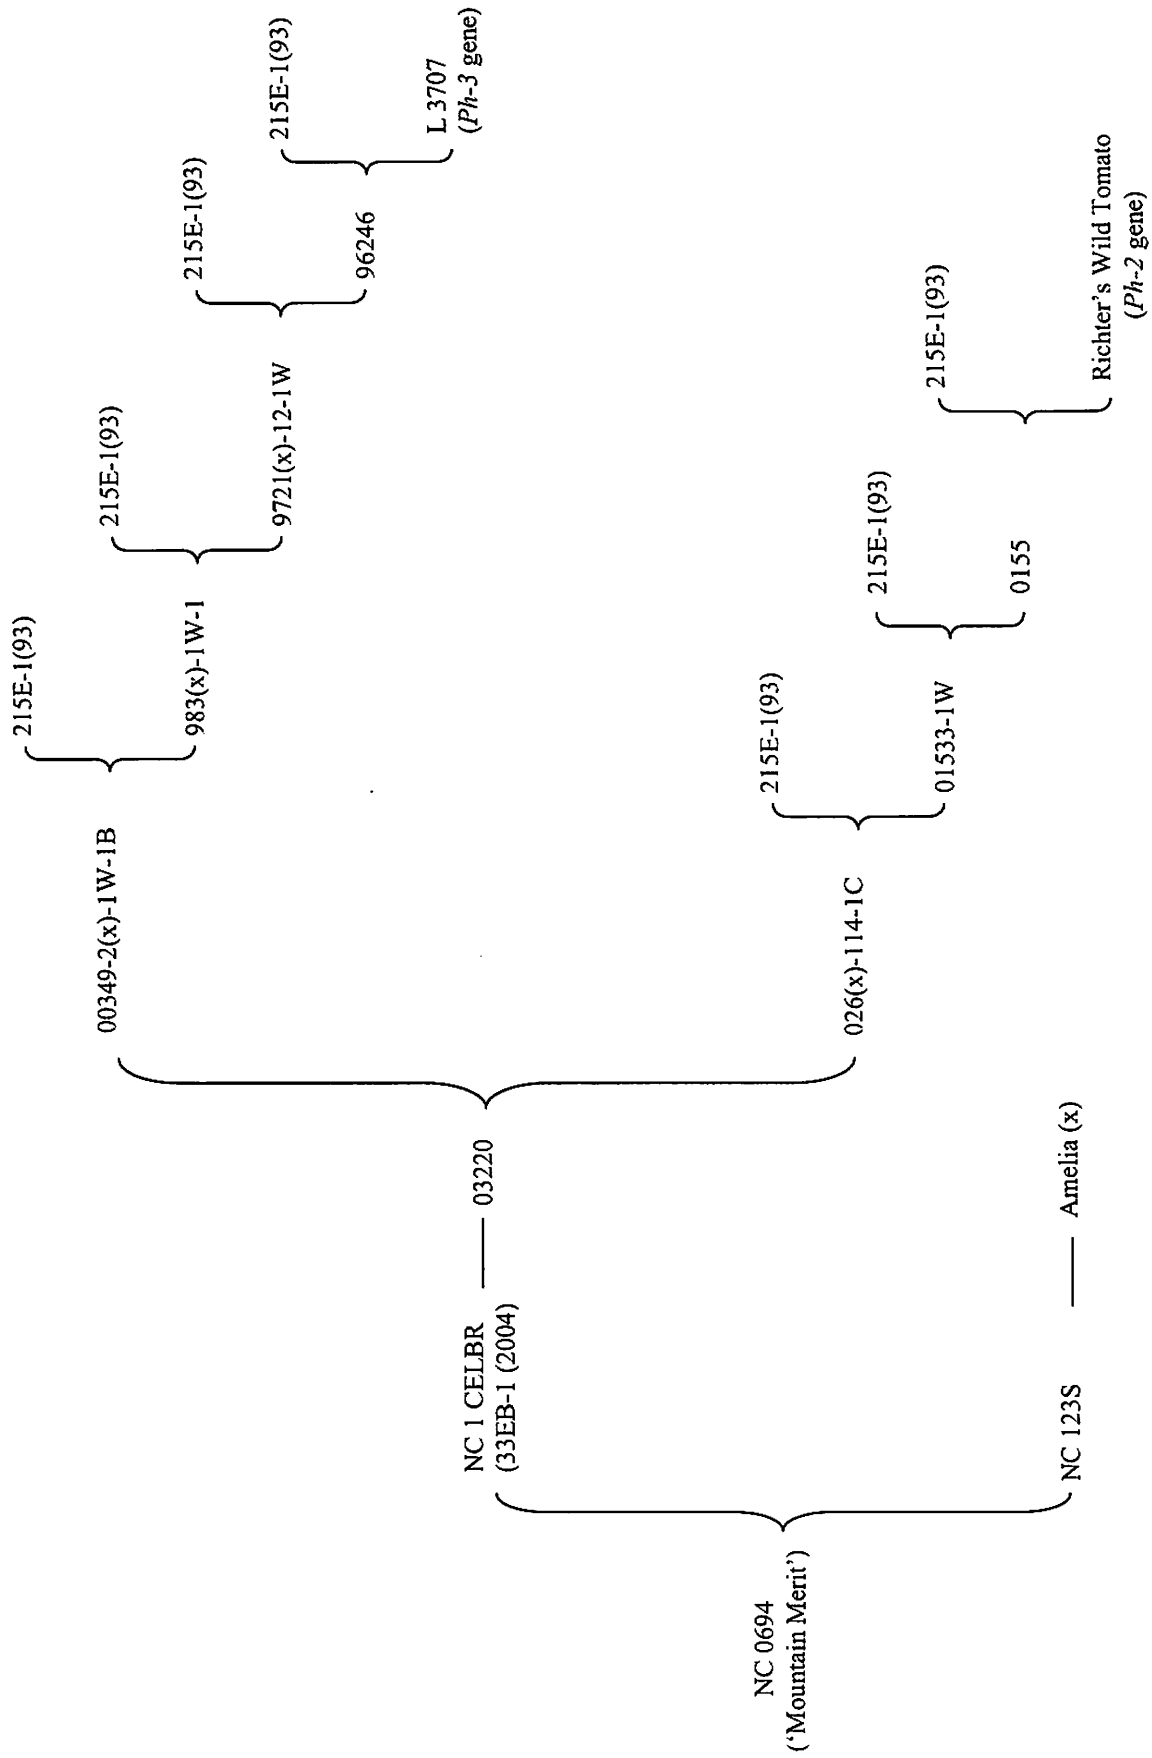 215E-1(93)
00349-2(x)-1W-1B
215E-1(93)
983(x)-1W-1
215E-1(93)
9721(x)-12-1W
215E-1(93)
96246
L 3707
(Ph-3 gene)
NC 1 CELBR
(33EB-1 (2004)
03220
NC 0694
('Mountain Merit')
215E-1(93)
026(x)-114-1C
215E-1(93)
01533-1W
215E-1(93)
0155
NC 123S
Amelia (x)
Richter's Wild Tomato
(Ph-2 gene)